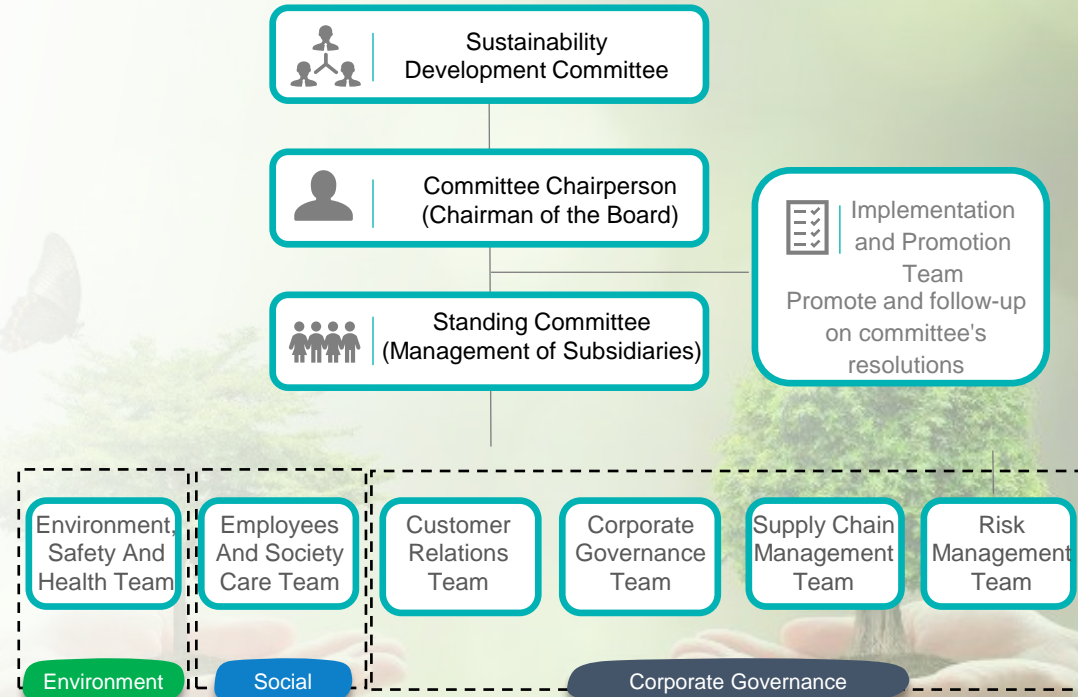 Sustainability
Development Committee
Committee Chairperson
(Chairman of the Board)
Implementation
and Promotion
Team
Promote and follow-up
on committee's
resolutions
Standing Committee
(Management of Subsidiaries)
Environment,
Safety And
Health Team
Employees
And Society
Care Team
Customer
Relations
Team
Corporate
Governance
Team
Supply Chain
Management
Team
Risk
Management
Team
Environment
Social
Corporate Governance